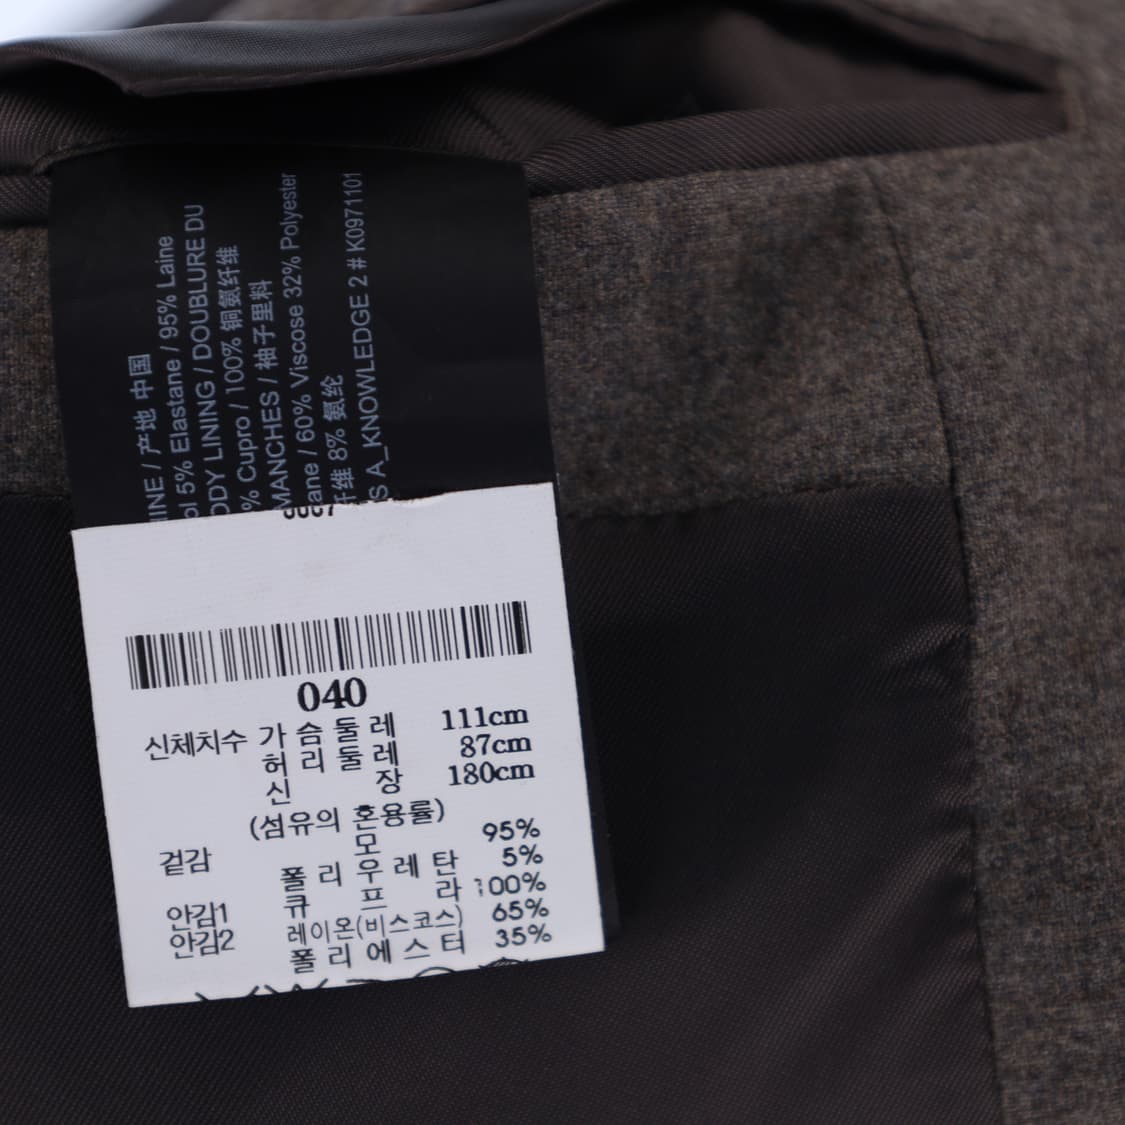 INE / 产地 中国
ol 5% Elastane / 95% Laine
ODY LINING / DOUBLURE DU
% Cupro / 100% 铜氨纤维
MANCHES / 袖子里料
tane / 60% Viscose 32% Polyester
纤维 8% 氨纶
S A_KNOWLEDGE 2 # K0971101
040
신체치수 가슴둘레 111cm
허리둘레 87cm
신장 180cm
(섬유의 혼용률)
겉감 모 95%
폴리우레탄 5%
안감1 큐프라 100%
안감2 레이온(비스코스) 65%
폴리에스터 35%